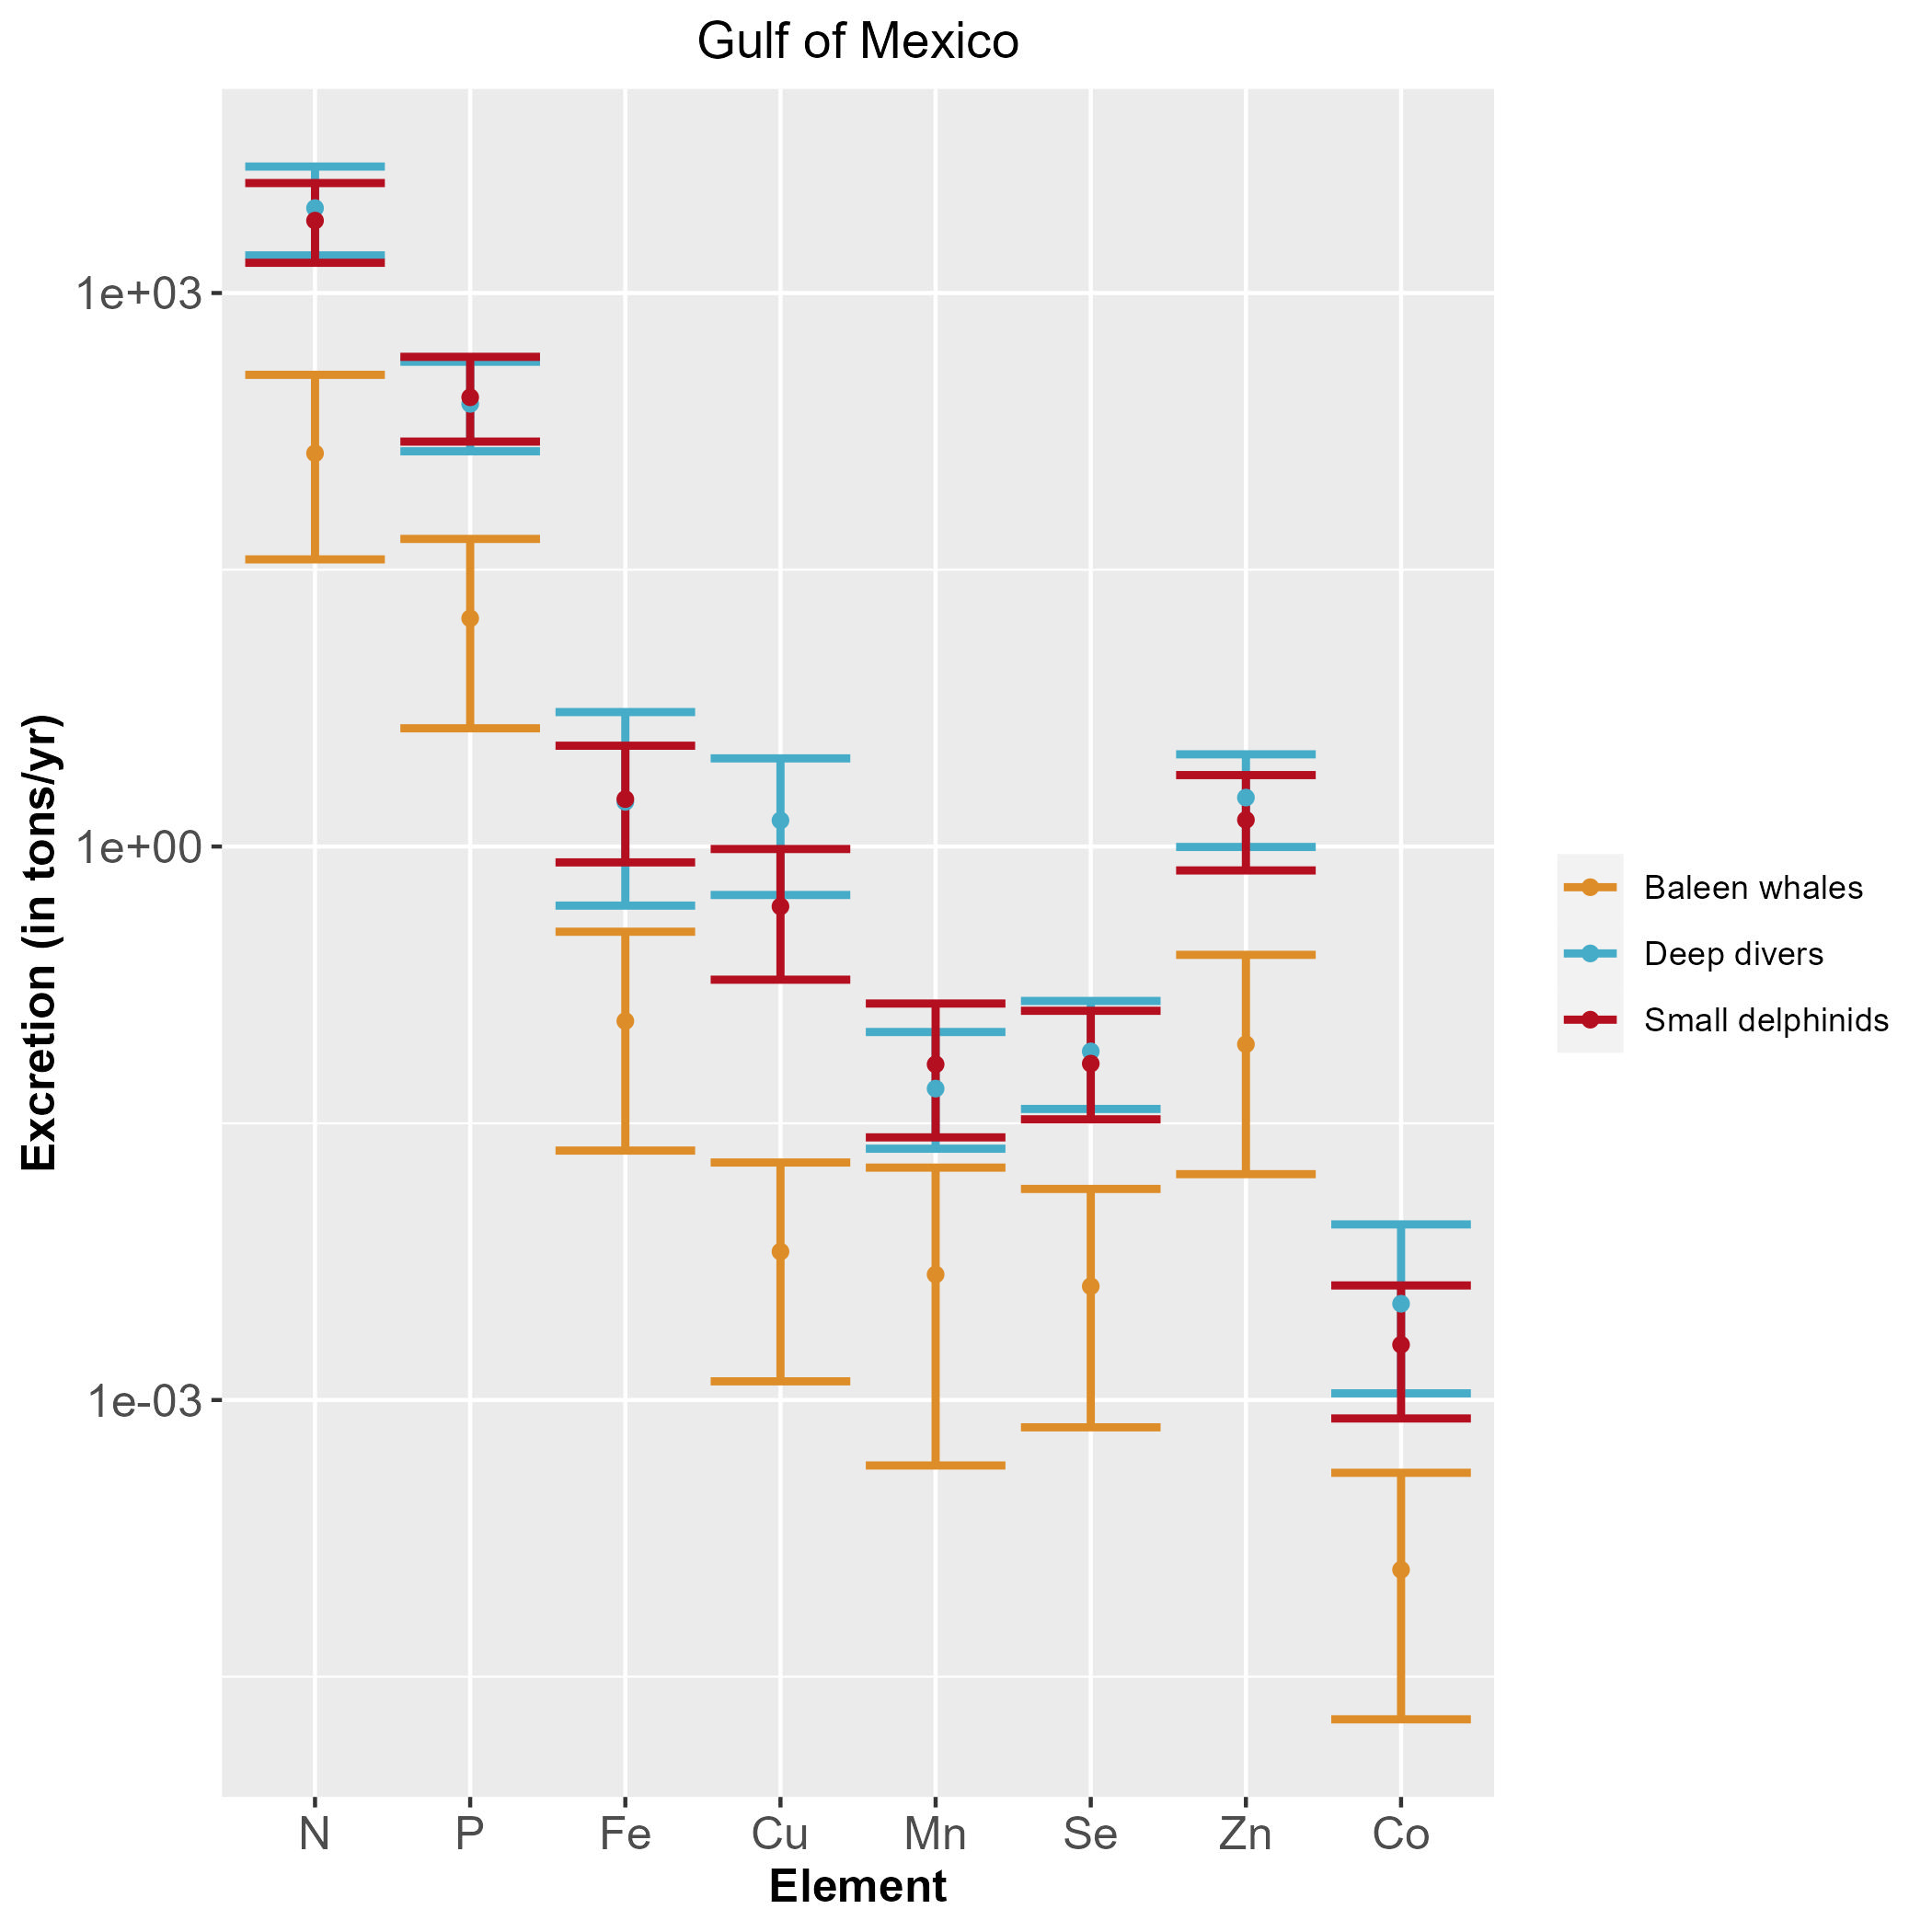 Gulf of Mexico
Excretion (in tons/yr)
1e+03
1e+00
1e-03
Baleen whales
Deep divers
Small delphinids
N P Fe Cu Mn Se Zn Co
Element